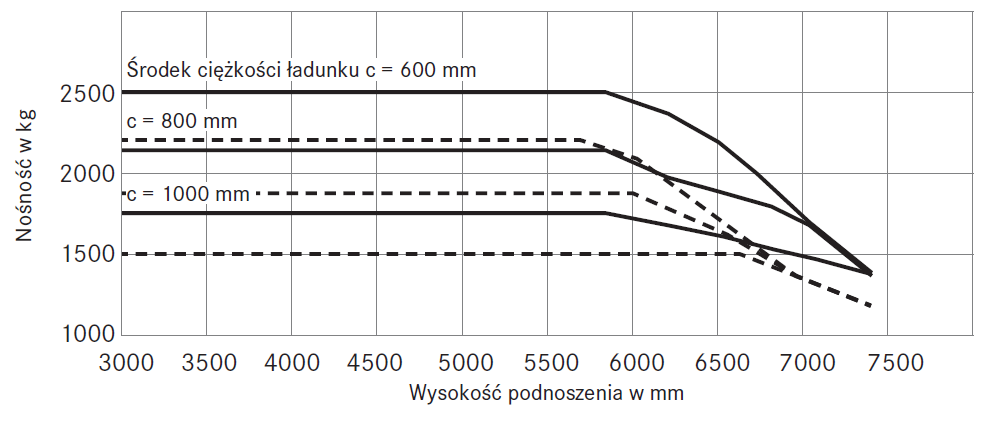 Środek ciężkości ładunku c = 600 mm
2500
c = 800 mm
2000
c = 1000 mm
1500
1000
Nośność w kg
3000 3500 4000 4500 5000 5500 6000 6500 7000 7500
Wysokość podnoszenia w mm